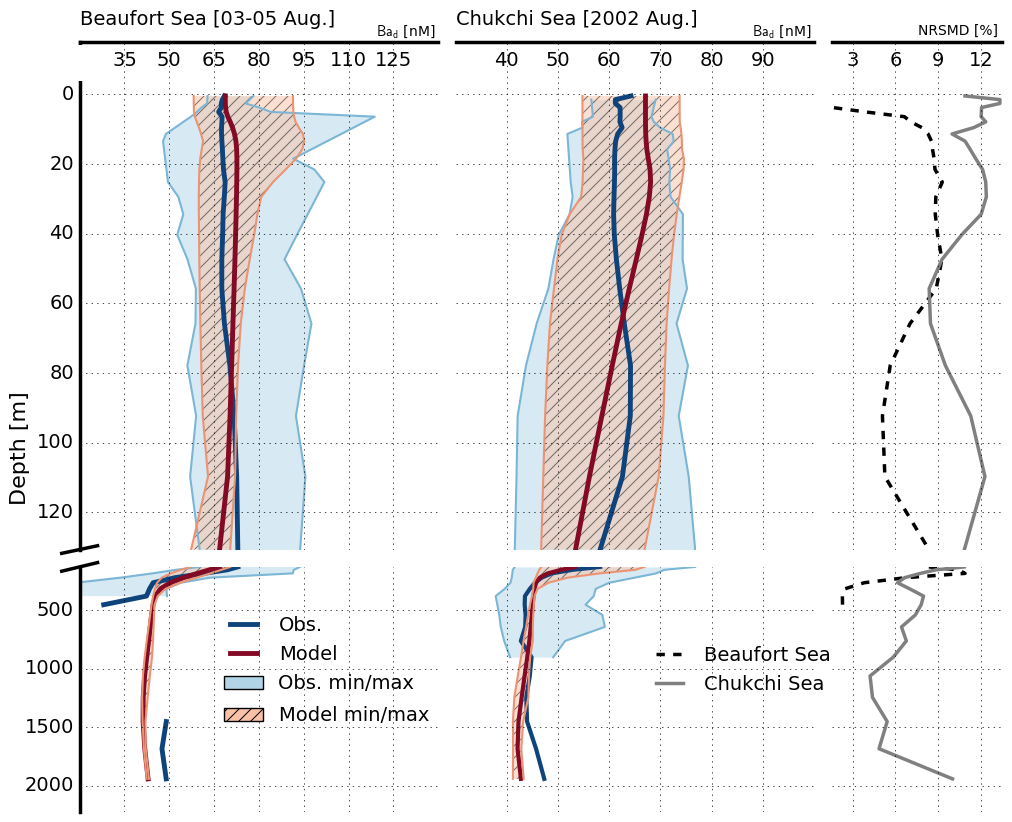 Beaufort Sea [03-05 Aug.]
Chukchi Sea [2002 Aug.]
Ba_d [nM]
Ba_d [nM]
NRSMD [%]
35 50 65 80 95 110 125
40 50 60 70 80 90
3 6 9 12
0
20
40
60
80
100
120
Depth [m]
500
1000
1500
2000
Obs.
Model
Obs. min/max
Model min/max
Beaufort Sea
Chukchi Sea